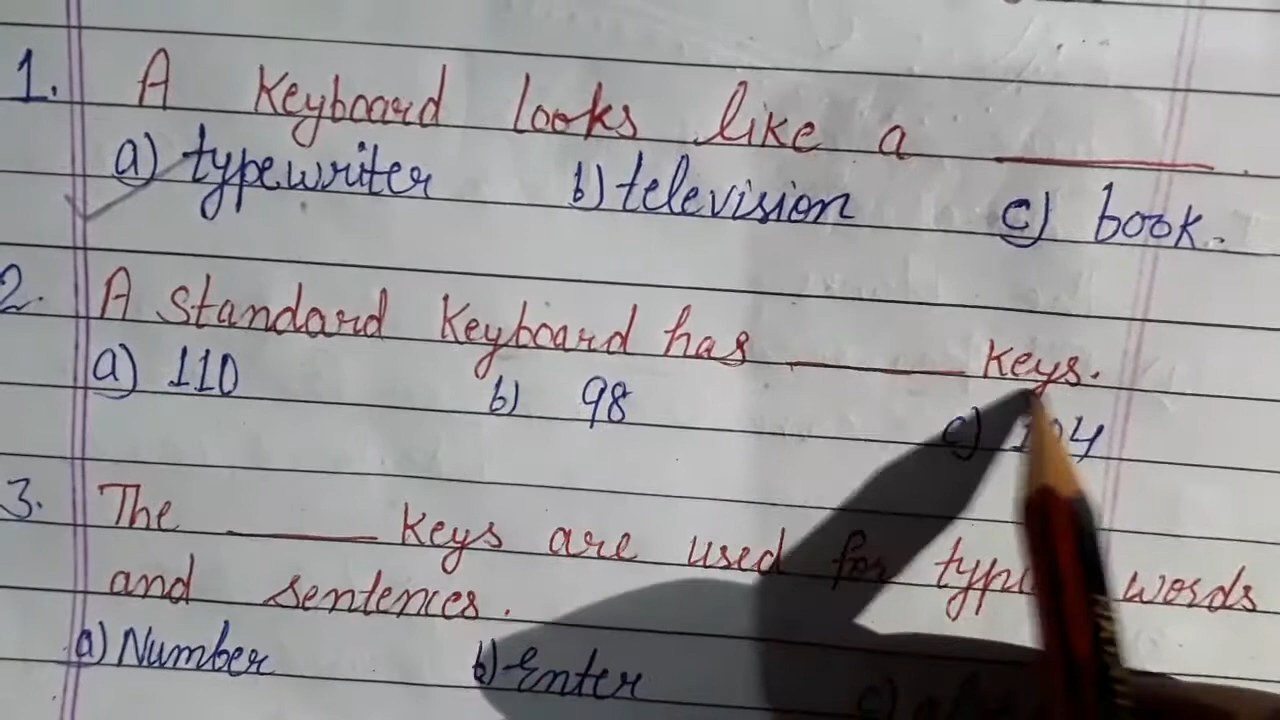 1. A Keyboard looks like a ______.
a) typewriter b) television c) book.
2. A standard Keyboard has ______ keys.
a) 110 b) 98 c) 104
3. The ______ keys are used for words
and sentences.
a) Number b) Enter c)